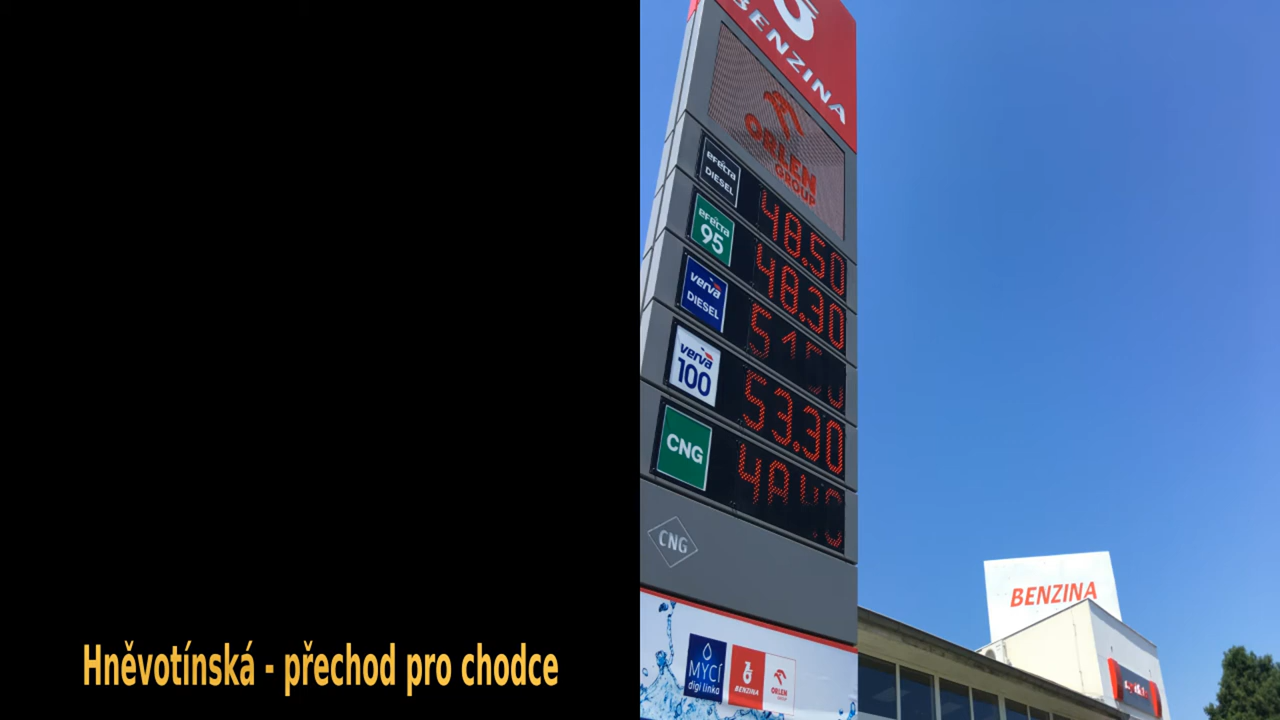 Hněvotínská - přechod pro chodce
BENZINA
ORLEN
GROUP
efecta
DIESEL
48.50
efecta
95
48.30
verva
DIESEL
verva
100
53.30
CNG
CNG
MYCÍ
digi linka
BENZINA
ORLEN
GROUP
BENZINA